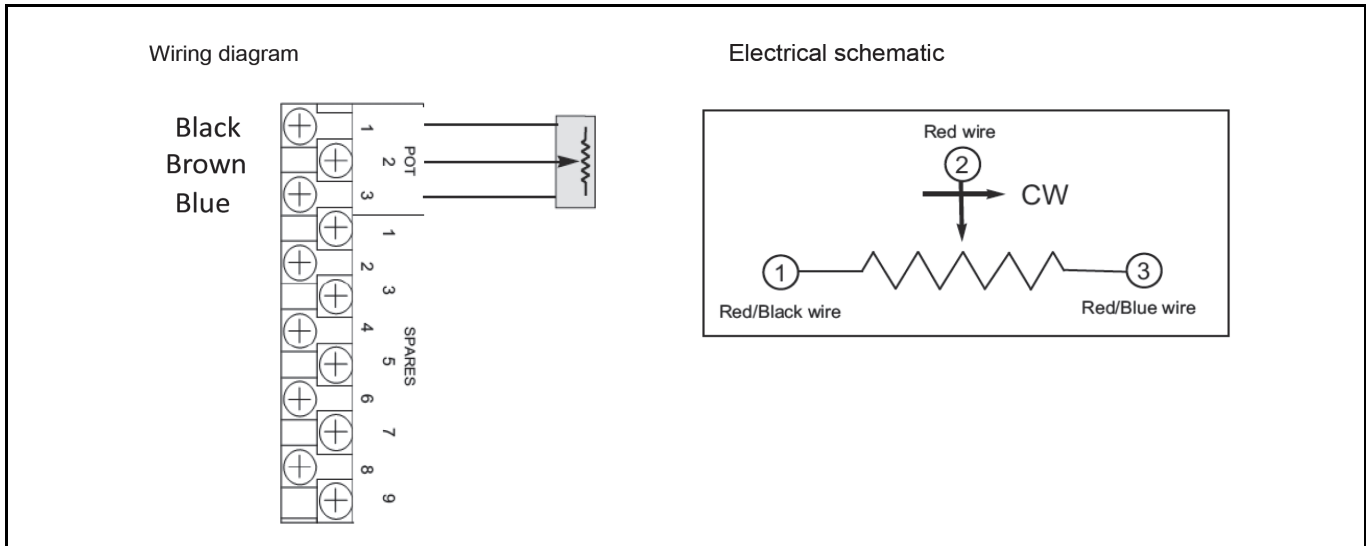 Wiring diagram
Electrical schematic
Black
Brown
Blue
1
2
3
POT
1
2
3
4
5
6
7
8
9
SPARES
Red wire
2
CW
1
3
Red/Black wire
Red/Blue wire